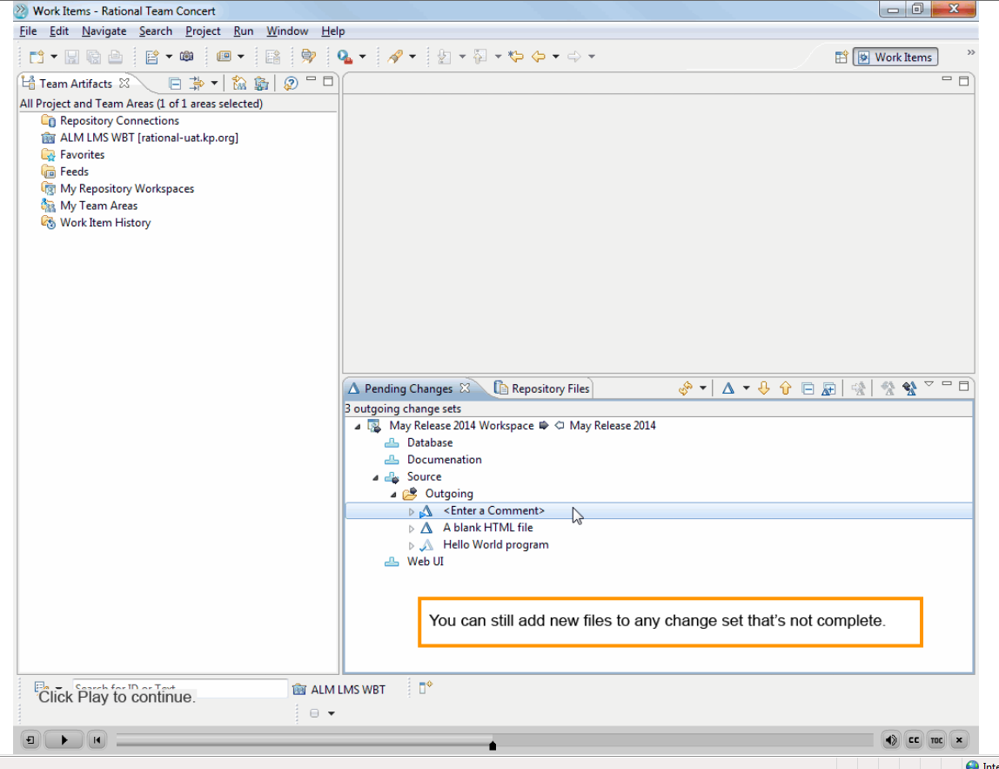 Work Items - Rational Team Concert
File Edit Navigate Search Project Run Window Help
Work Items
Team Artifacts
All Project and Team Areas (1 of 1 areas selected)
Repository Connections
ALM LMS WBT [rational-uat.kp.org]
Favorites
Feeds
My Repository Workspaces
My Team Areas
Work Item History
Pending Changes Repository Files
3 outgoing change sets
May Release 2014 Workspace May Release 2014
Database
Documenation
Source
Outgoing
<Enter a Comment>
A blank HTML file
Hello World program
Web UI
You can still add new files to any change set that's not complete.
Search for ID or Text
ALM LMS WBT
Click Play to continue.
CC TOC
Inte